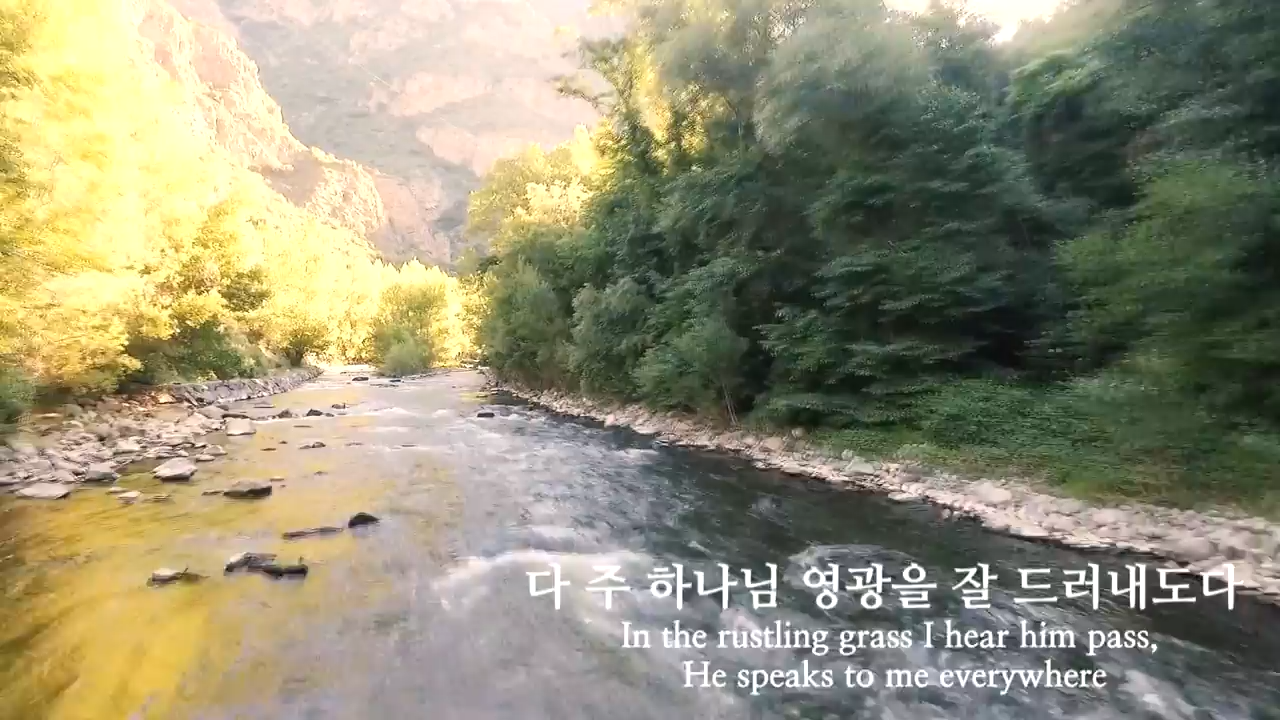 다 주 하나님 영광을 잘 드러내도다
In the rustling grass I hear him pass,
He speaks to me everywhere